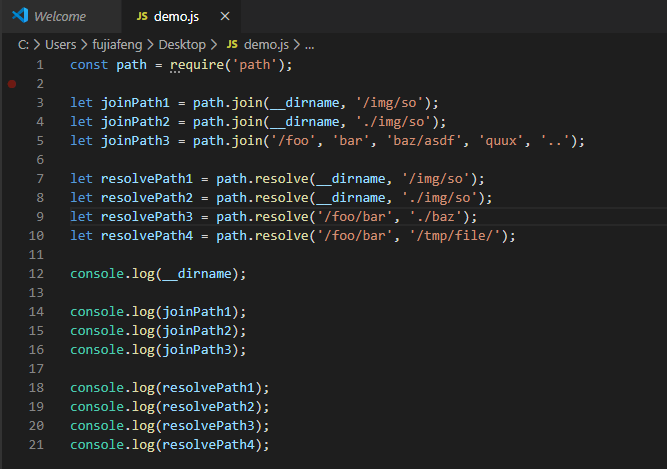 Welcome JS demo.js ×
C: > Users > fujiafeng > Desktop > JS demo.js > ...
1 const path = require('path');
2
3 let joinPath1 = path.join(__dirname, '/img/so');
4 let joinPath2 = path.join(__dirname, './img/so');
5 let joinPath3 = path.join('/foo', 'bar', 'baz/asdf', 'quux', '..');
6
7 let resolvePath1 = path.resolve(__dirname, '/img/so');
8 let resolvePath2 = path.resolve(__dirname, './img/so');
9 let resolvePath3 = path.resolve('/foo/bar', './baz');
10 let resolvePath4 = path.resolve('/foo/bar', '/tmp/file/');
11
12 console.log(__dirname);
13
14 console.log(joinPath1);
15 console.log(joinPath2);
16 console.log(joinPath3);
17
18 console.log(resolvePath1);
19 console.log(resolvePath2);
20 console.log(resolvePath3);
21 console.log(resolvePath4);